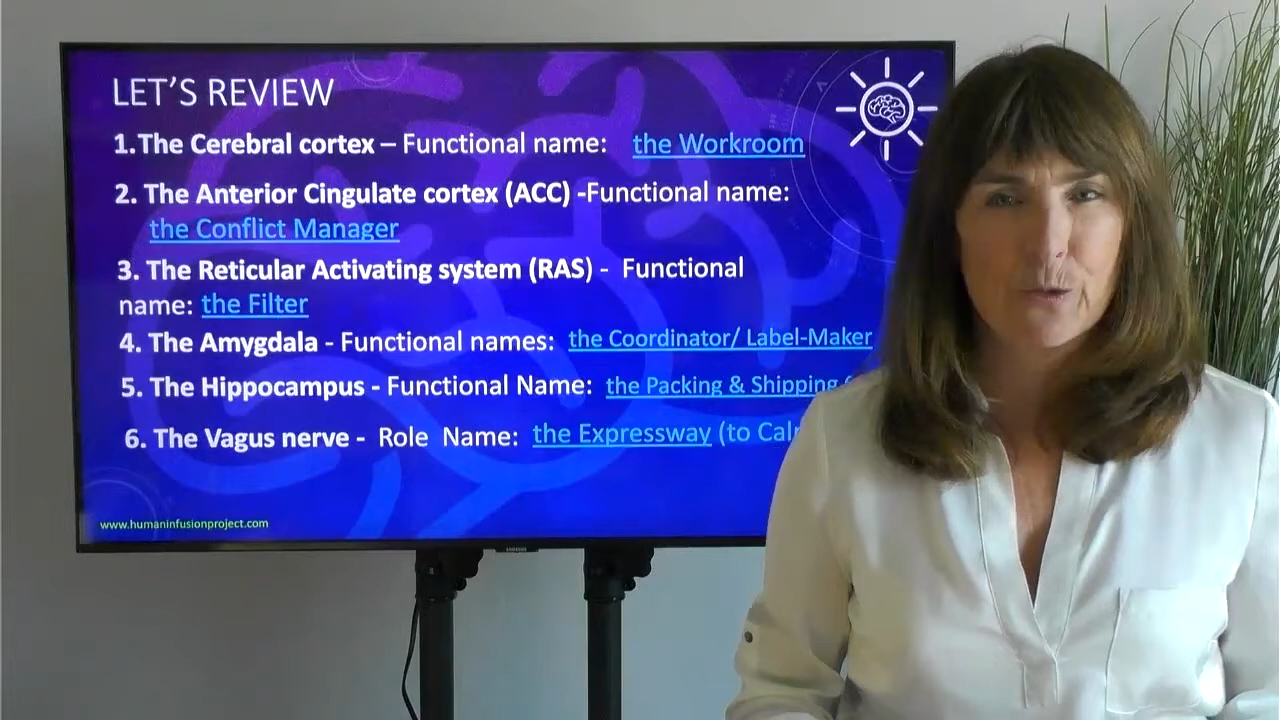 LET'S REVIEW
1.The Cerebral cortex – Functional name: the Workroom
2. The Anterior Cingulate cortex (ACC) -Functional name:
the Conflict Manager
3. The Reticular Activating system (RAS) - Functional
name: the Filter
4. The Amygdala - Functional names: the Coordinator/ Label-Maker
5. The Hippocampus - Functional Name: the Packing & Shipping
6. The Vagus nerve - Role Name: the Expressway (to
www.humaninfusionproject.com
SAMSUNG